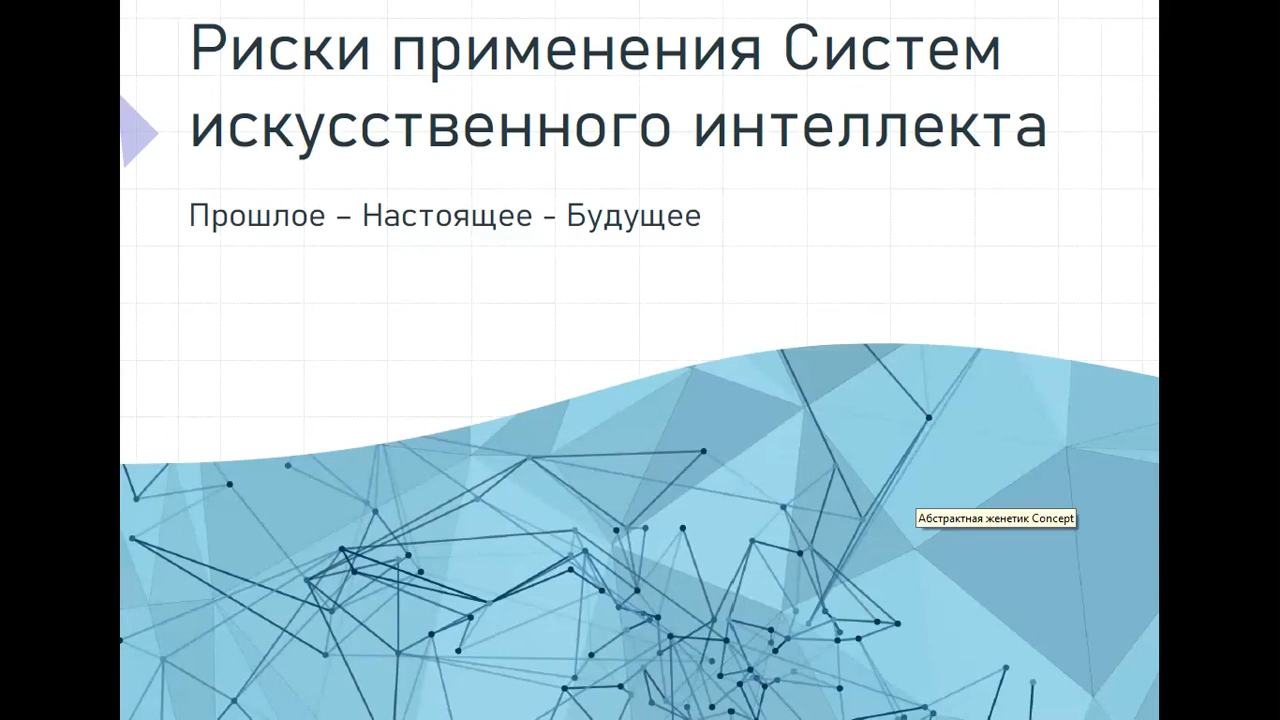 Риски применения Систем
искусственного интеллекта
Прошлое – Настоящее - Будущее
Абстрактная женетик Concept